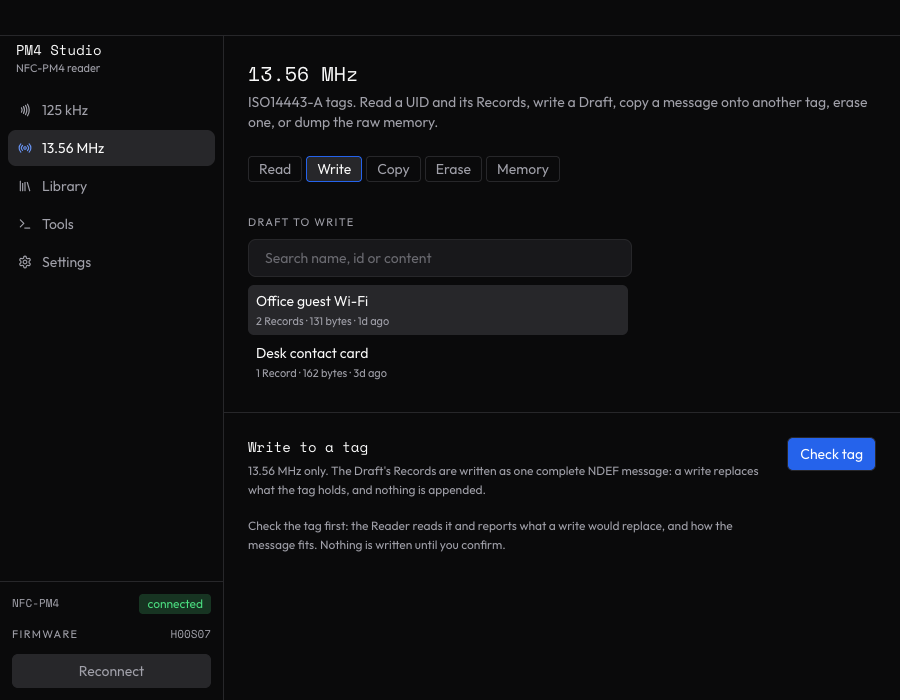 PM4 Studio
NFC-PM4 reader
125 kHz
13.56 MHz
Library
Tools
Settings
NFC-PM4
connected
FIRMWARE
H00S07
Reconnect
13.56 MHz
ISO14443-A tags. Read a UID and its Records, write a Draft, copy a message onto another tag, erase
one, or dump the raw memory.
Read
Write
Copy
Erase
Memory
DRAFT TO WRITE
Search name, id or content
Office guest Wi-Fi
2 Records · 131 bytes · 1d ago
Desk contact card
1 Record · 162 bytes · 3d ago
Write to a tag
13.56 MHz only. The Draft's Records are written as one complete NDEF message: a write replaces
what the tag holds, and nothing is appended.
Check the tag first: the Reader reads it and reports what a write would replace, and how the
message fits. Nothing is written until you confirm.
Check tag